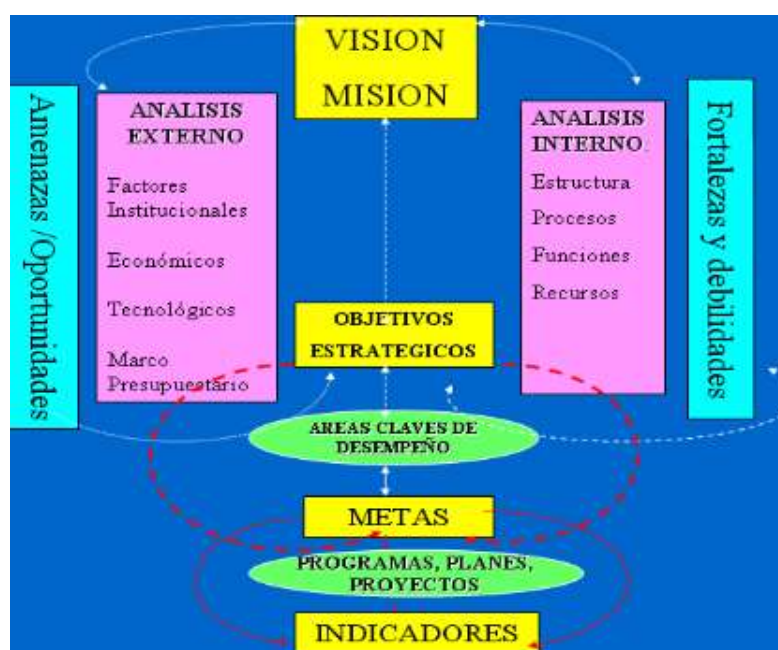 VISION
MISION
Amenazas /Oportunidades
ANALISIS
EXTERNO
Factores
Institucionales
Económicos
Tecnológicos
Marco
Presupuestario
ANALISIS
INTERNO
Estructura
Procesos
Funciones
Recursos
Fortalezas y debilidades
OBJETIVOS
ESTRATEGICOS
AREAS CLAVES DE
DESEMPEÑO
METAS
PROGRAMAS, PLANES,
PROYECTOS
INDICADORES